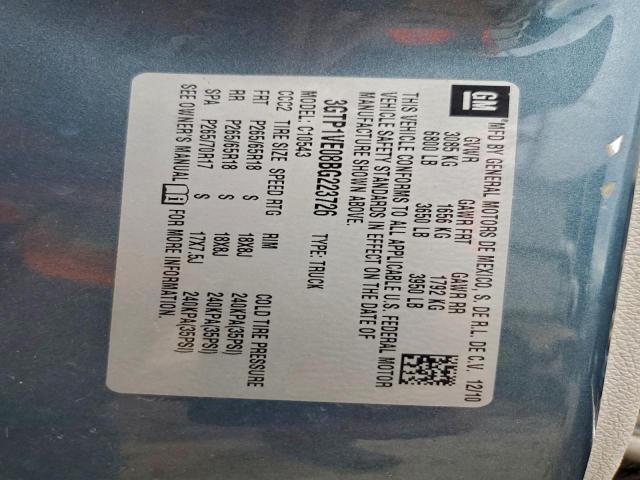 GM MFD BY GENERAL MOTORS DE MEXICO, S. DE R.L. DE C.V. 12/10
GVWR GAWR FRT GAWR RR
3085 KG 1656 KG 1792 KG
6800 LB 3650 LB 3950 LB
THIS VEHICLE CONFORMS TO ALL APPLICABLE U.S. FEDERAL MOTOR
VEHICLE SAFETY STANDARDS IN EFFECT ON THE DATE OF
MANUFACTURE SHOWN ABOVE.
3GTP1VE08BG223726 TYPE: TRUCK
MODEL: C10543
CCC2 TIRE SIZE SPEED RTG RIM COLD TIRE PRESSURE
FRT P265/65R18 S 18X8J 240KPA(35PSI)
RR P265/65R18 S 18X8J 240KPA(35PSI)
SPA P265/70R17 S 17X7.5J 240KPA(35PSI)
SEE OWNER'S MANUAL FOR MORE INFORMATION.